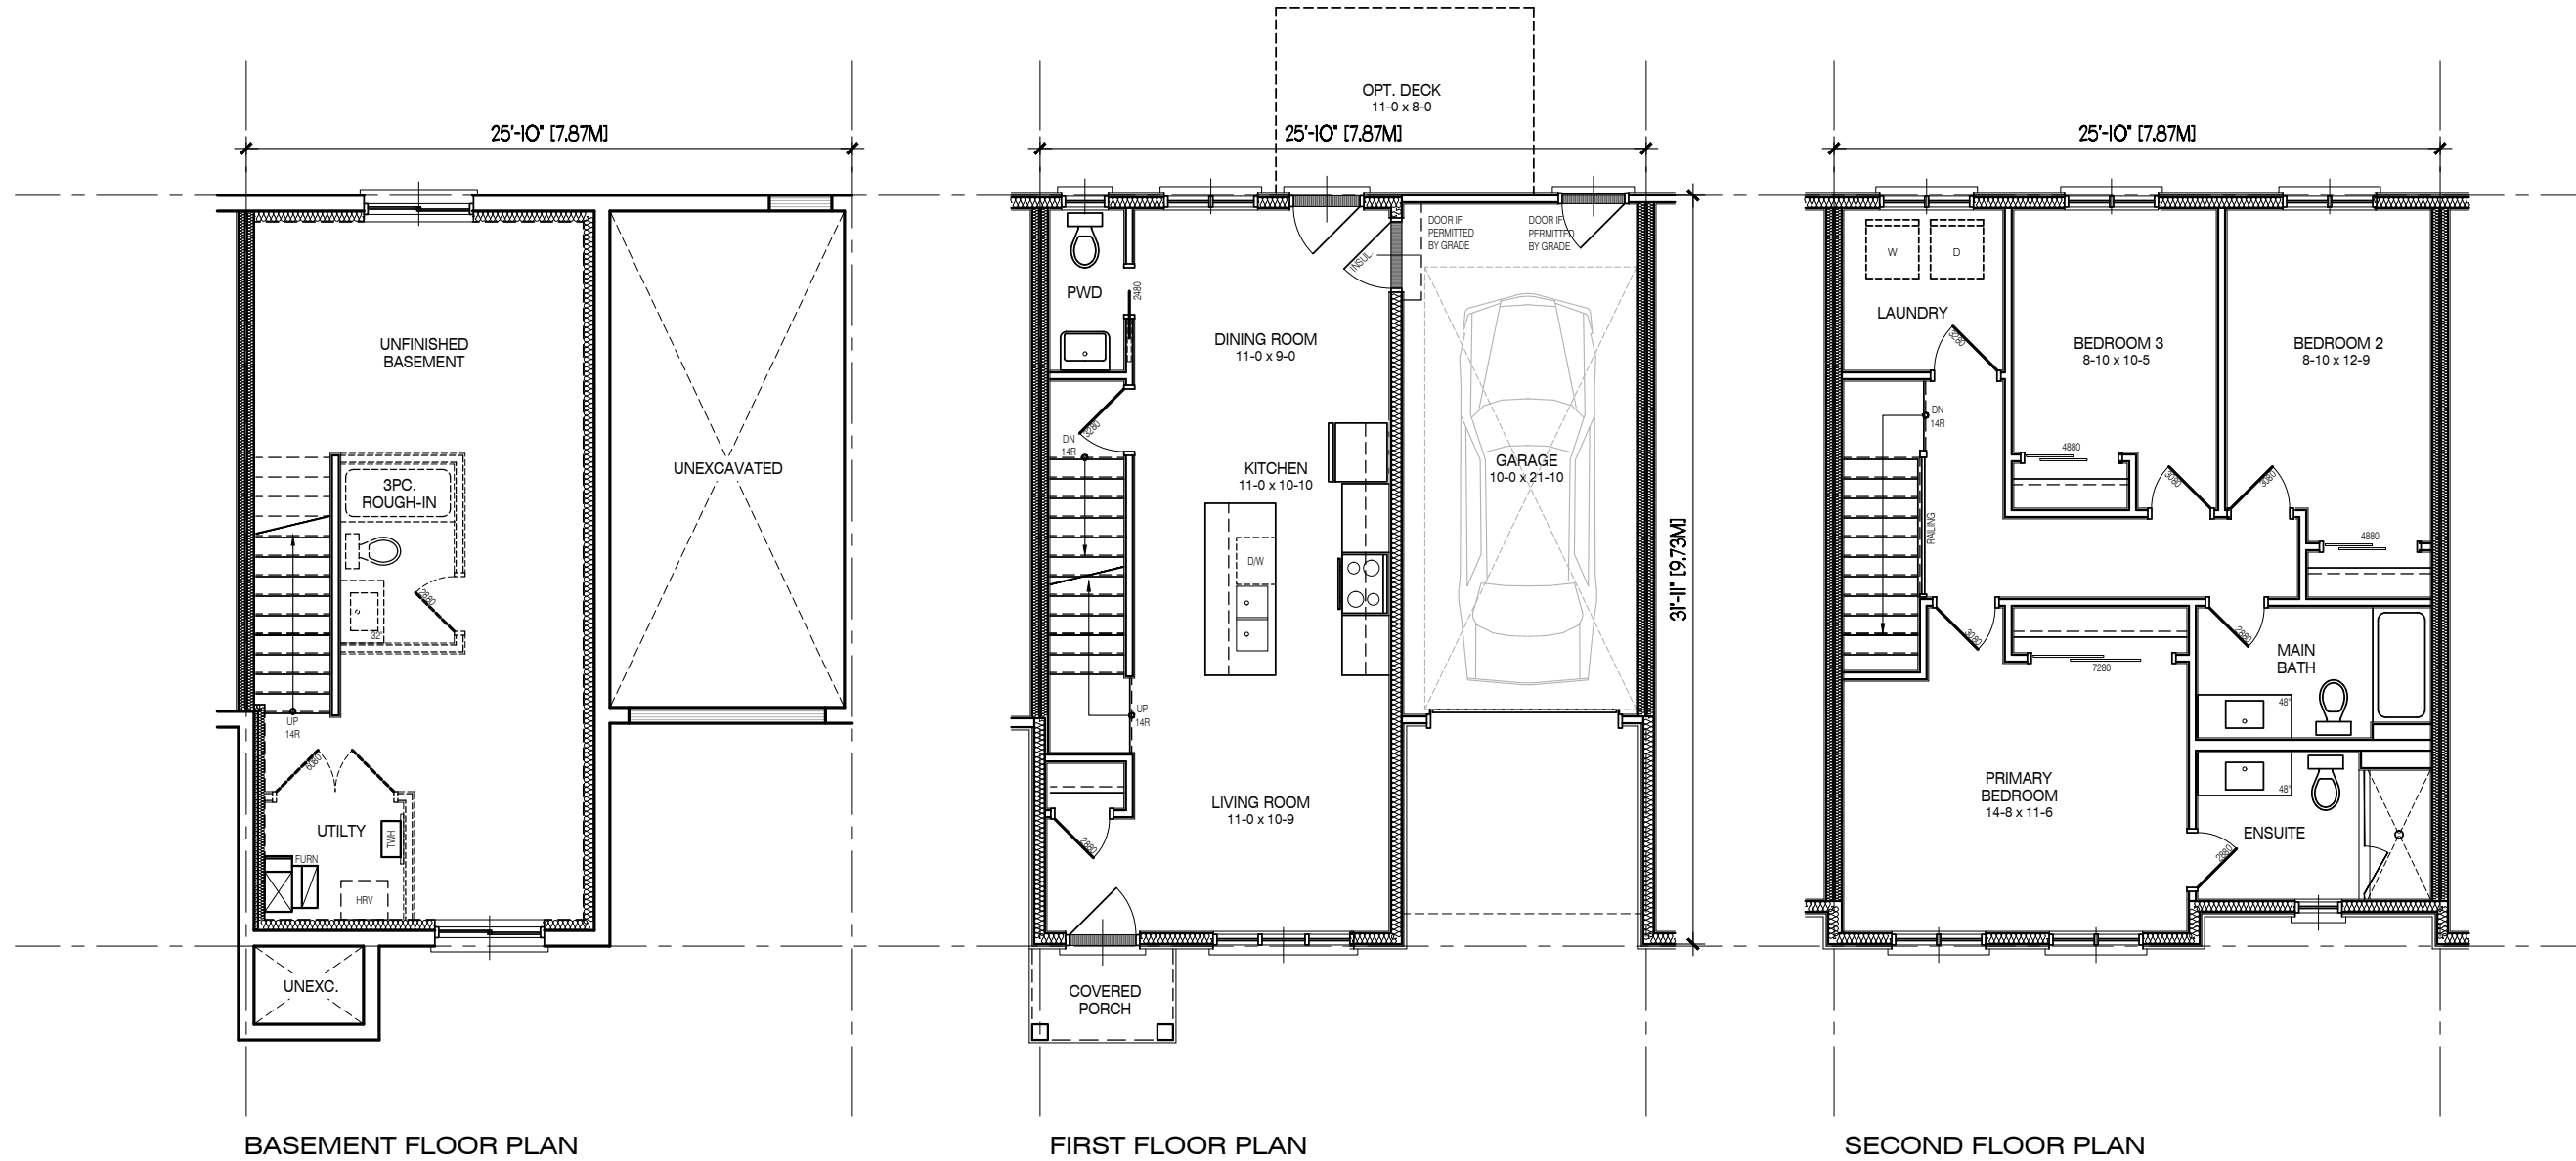 25'-10" [7.87M]
UNFINISHED
BASEMENT
3PC.
ROUGH-IN
2880
32"
UNEXCAVATED
UP
14R
6080
UTILTY
TWH
FURN
HRV
UNEXC.
BASEMENT FLOOR PLAN
OPT. DECK
11-0 x 8-0
25'-10" [7.87M]
DOOR IF
PERMITTED
BY GRADE
DOOR IF
PERMITTED
BY GRADE
INSUL.
PWD
2480
DINING ROOM
11-0 x 9-0
3280
DN
14R
KITCHEN
11-0 x 10-10
GARAGE
10-0 x 21-10
D/W
31'-11" [9.73M]
UP
14R
LIVING ROOM
11-0 x 10-9
2880
COVERED
PORCH
FIRST FLOOR PLAN
25'-10" [7.87M]
W
D
LAUNDRY
3280
BEDROOM 3
8-10 x 10-5
BEDROOM 2
8-10 x 12-9
DN
14R
4880
3080
3080
RAILING
4880
3080
7280
2880
MAIN
BATH
48"
PRIMARY
BEDROOM
14-8 x 11-6
48"
ENSUITE
2880
SECOND FLOOR PLAN